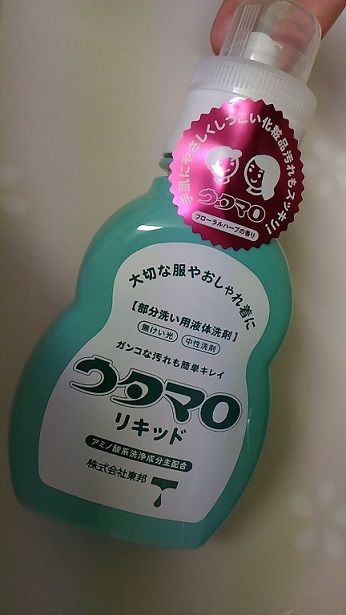 手肌にやさしくしつこい化粧品汚れもスッキリ!
ウタマロ
フローラルハーブの香り
大切な服やおしゃれ着に
【部分洗い用液体洗剤】
無けい光 中性洗剤
ガンコな汚れも簡単キレイ
ウタマロ
リキッド
アミノ酸系洗浄成分主配合
株式会社東邦